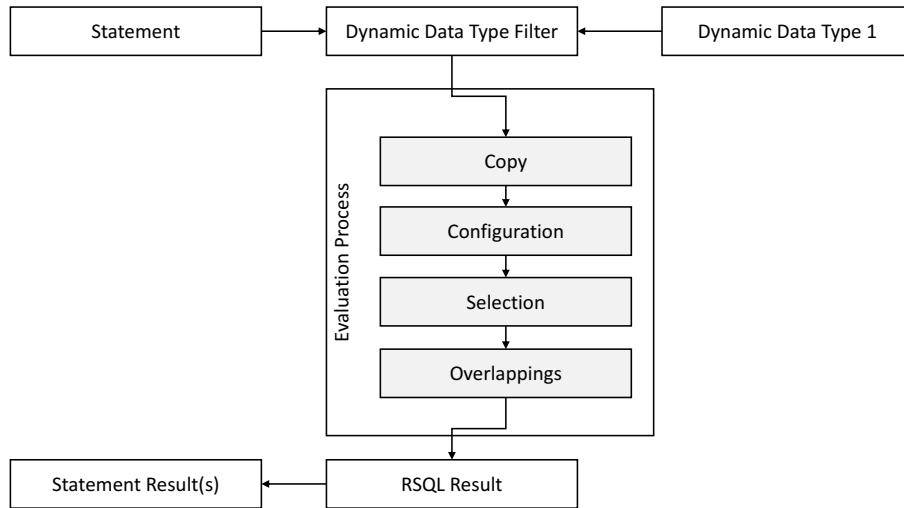 Statement
Dynamic Data Type Filter
Dynamic Data Type 1
Evaluation Process
Copy
Configuration
Selection
Overlappings
Statement Result(s)
RSQL Result